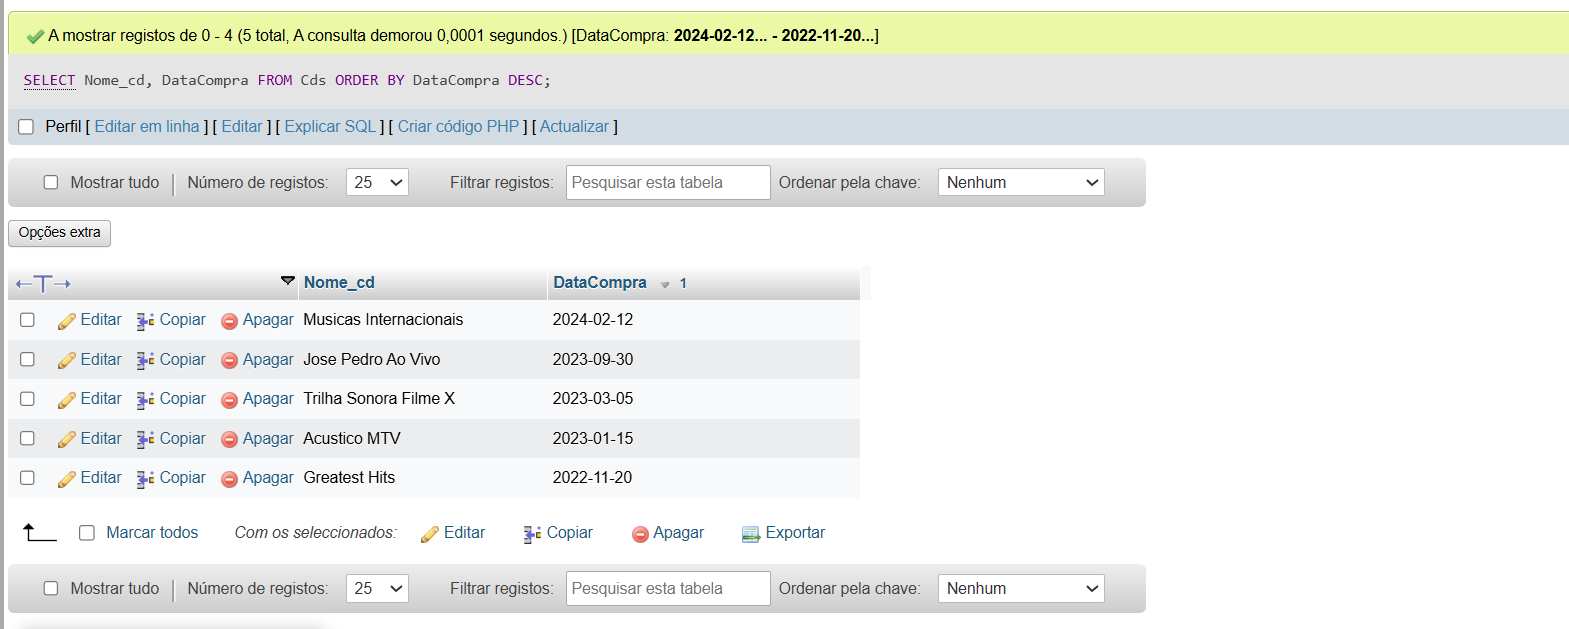 A mostrar registos de 0 - 4 (5 total, A consulta demorou 0,0001 segundos.) [DataCompra: 2024-02-12... - 2022-11-20...]
SELECT Nome_cd, DataCompra FROM Cds ORDER BY DataCompra DESC;
Perfil [ Editar em linha ] [ Editar ] [ Explicar SQL ] [ Criar código PHP ] [ Actualizar ]
Mostrar tudo | Número de registos: 25 Filtrar registos: Pesquisar esta tabela Ordenar pela chave: Nenhum
Opções extra
←T→ Nome_cd DataCompra 1
Editar Copiar Apagar Musicas Internacionais 2024-02-12
Editar Copiar Apagar Jose Pedro Ao Vivo 2023-09-30
Editar Copiar Apagar Trilha Sonora Filme X 2023-03-05
Editar Copiar Apagar Acustico MTV 2023-01-15
Editar Copiar Apagar Greatest Hits 2022-11-20
Marcar todos Com os seleccionados: Editar Copiar Apagar Exportar
Mostrar tudo | Número de registos: 25 Filtrar registos: Pesquisar esta tabela Ordenar pela chave: Nenhum